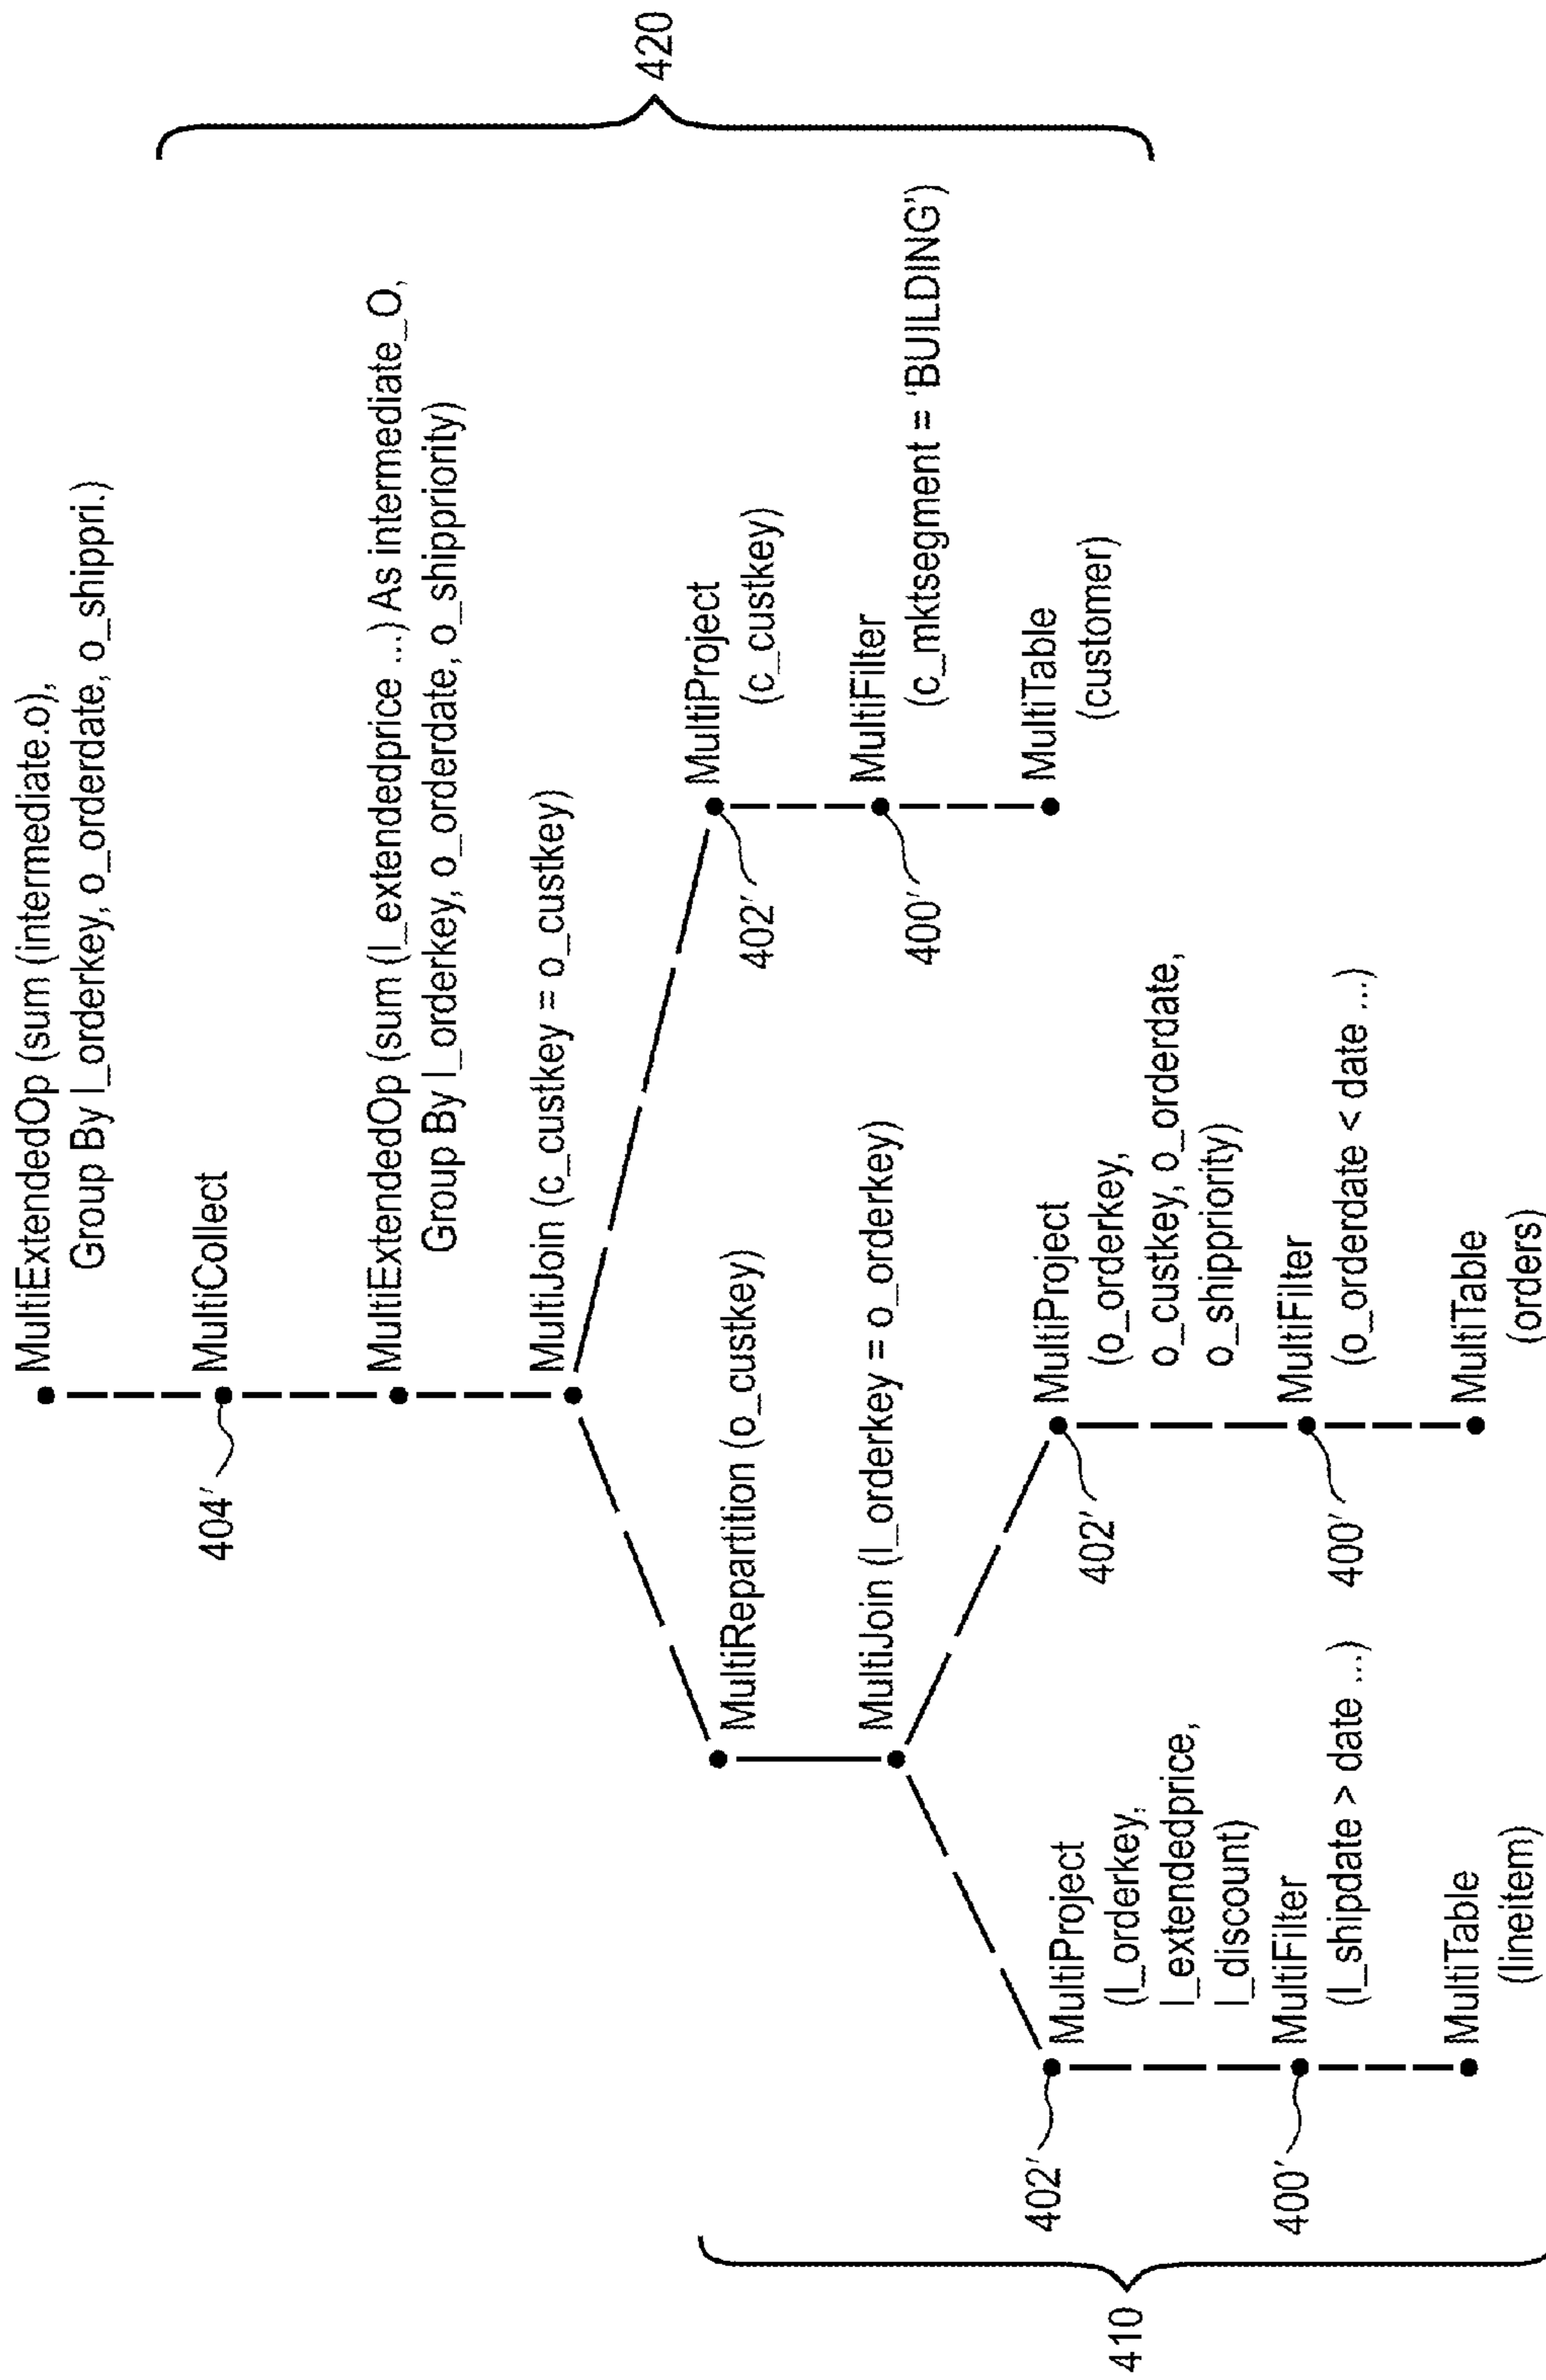 MultiExtendedOp (sum (intermediate.o),
Group By l_orderkey, o_orderdate, o_shippri.)
404′
MultiCollect
MultiExtendedOp (sum (l_extendedprice ...) As intermediate_O,
Group By l_orderkey, o_orderdate, o_shippriority)
MultiJoin (c_custkey = o_custkey)
420
MultiRepartition (o_custkey)
MultiJoin (l_orderkey = o_orderkey)
402′
MultiProject
(c_custkey)
400′
MultiFilter
(c_mktsegment = 'BUILDING')
MultiTable
(customer)
410
402′
MultiProject
(l_orderkey,
l_extendedprice,
l_discount)
400′
MultiFilter
(l_shipdate > date ...)
MultiTable
(lineitem)
402′
MultiProject
(o_orderkey,
o_custkey, o_orderdate,
o_shippriority)
400′
MultiFilter
(o_orderdate < date ...)
MultiTable
(orders)